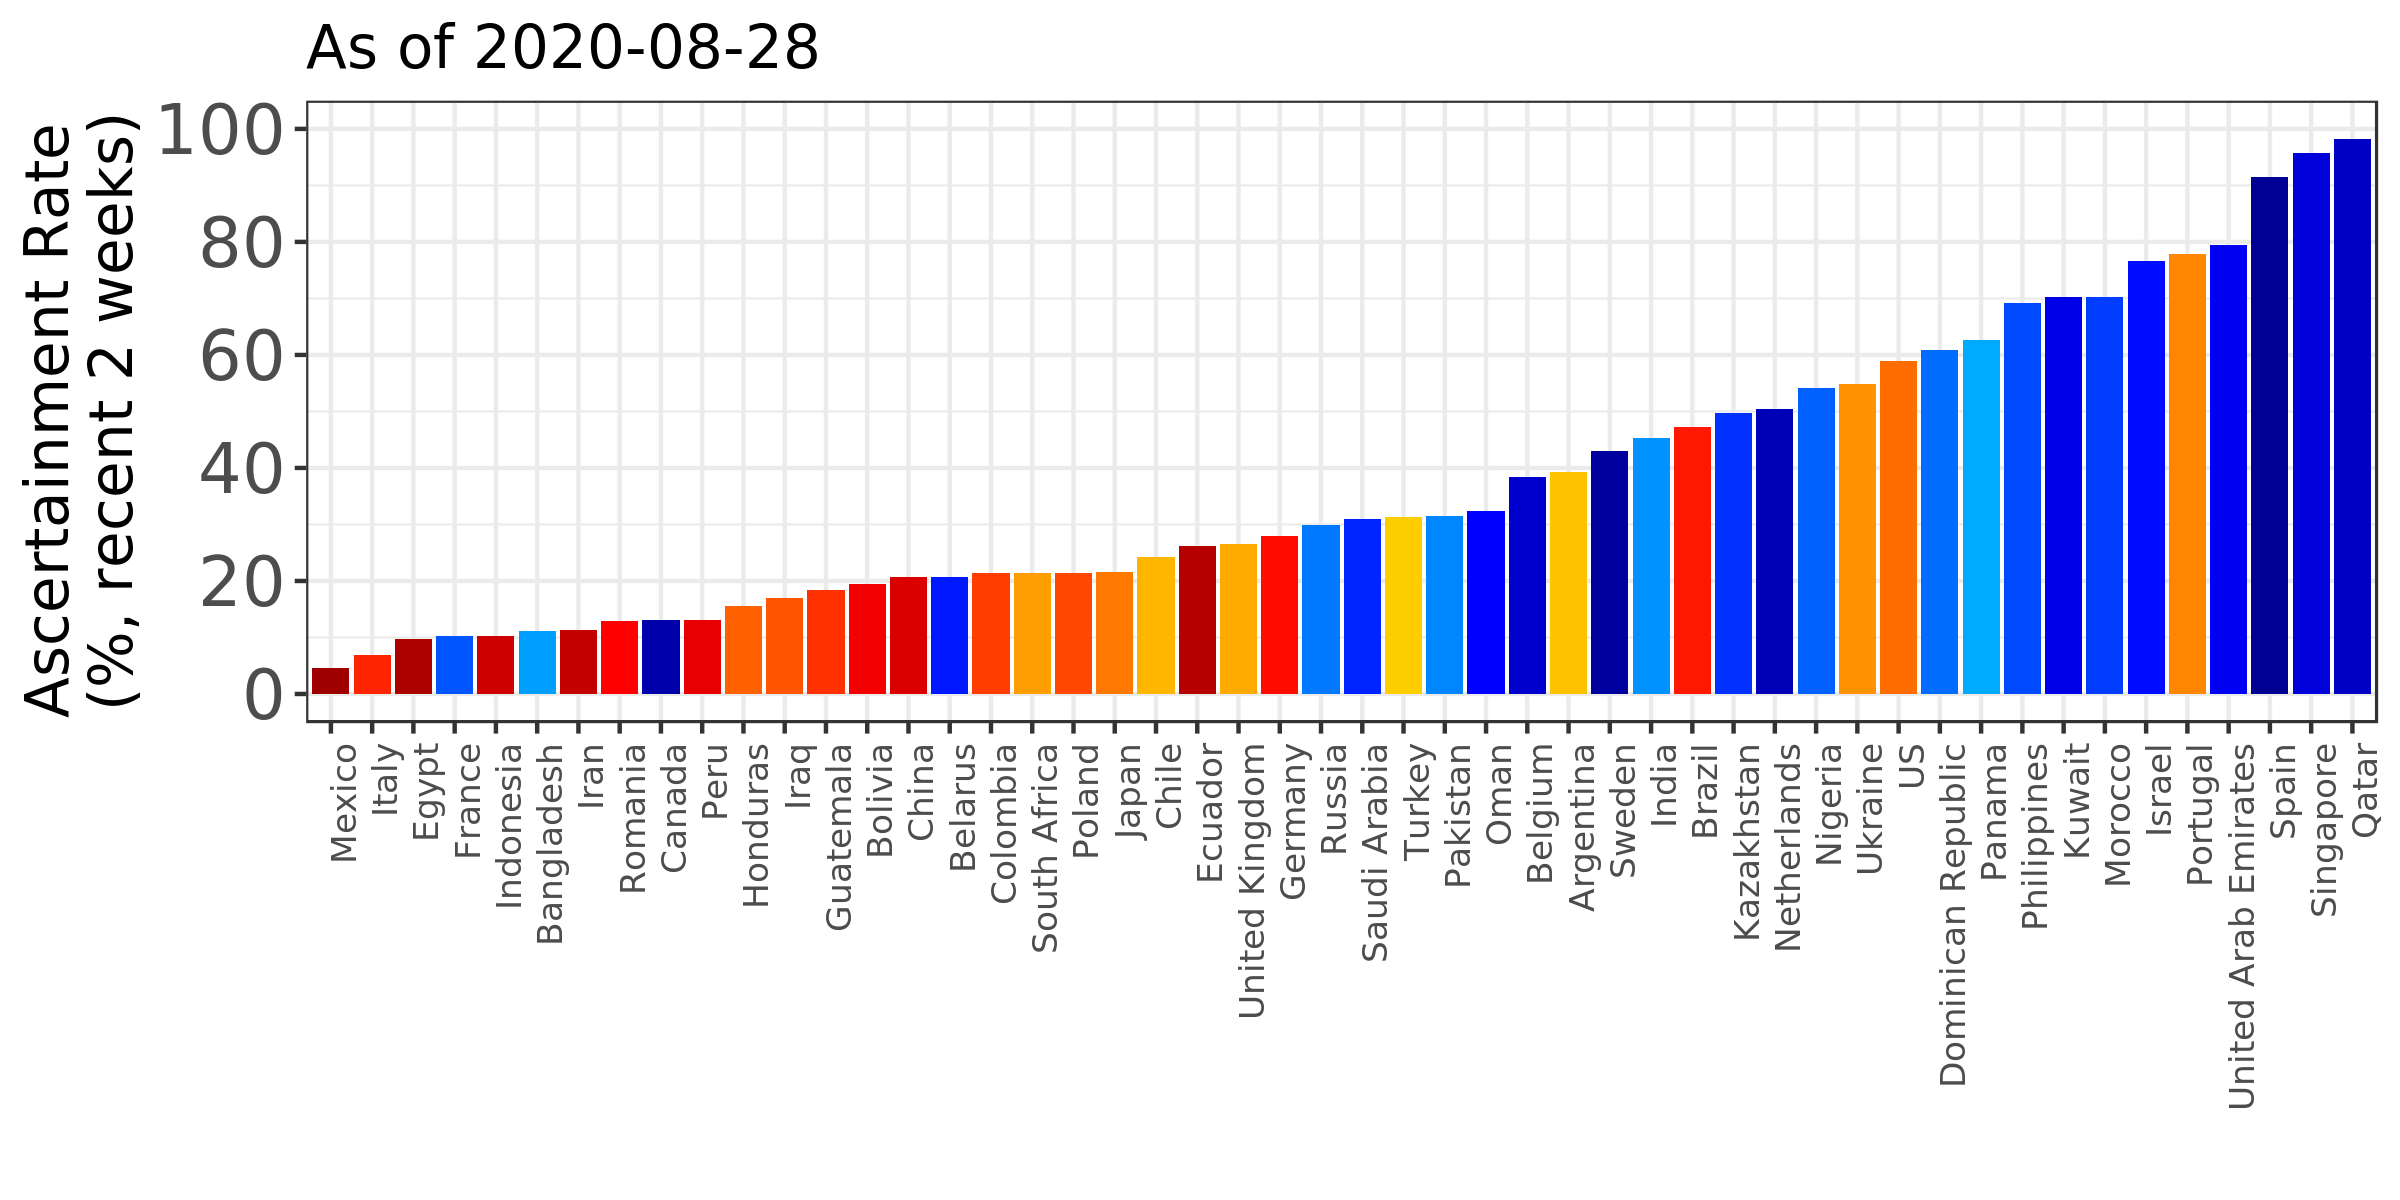 As of 2020-08-28
Ascertainment Rate
(%, recent 2 weeks)
100
80
60
40
20
0
Mexico
Italy
Egypt
France
Indonesia
Bangladesh
Iran
Romania
Canada
Peru
Honduras
Iraq
Guatemala
Bolivia
China
Belarus
Colombia
South Africa
Poland
Japan
Chile
Ecuador
United Kingdom
Germany
Russia
Saudi Arabia
Turkey
Pakistan
Oman
Belgium
Argentina
Sweden
India
Brazil
Kazakhstan
Netherlands
Nigeria
Ukraine
US
Dominican Republic
Panama
Philippines
Kuwait
Morocco
Israel
Portugal
United Arab Emirates
Spain
Singapore
Qatar